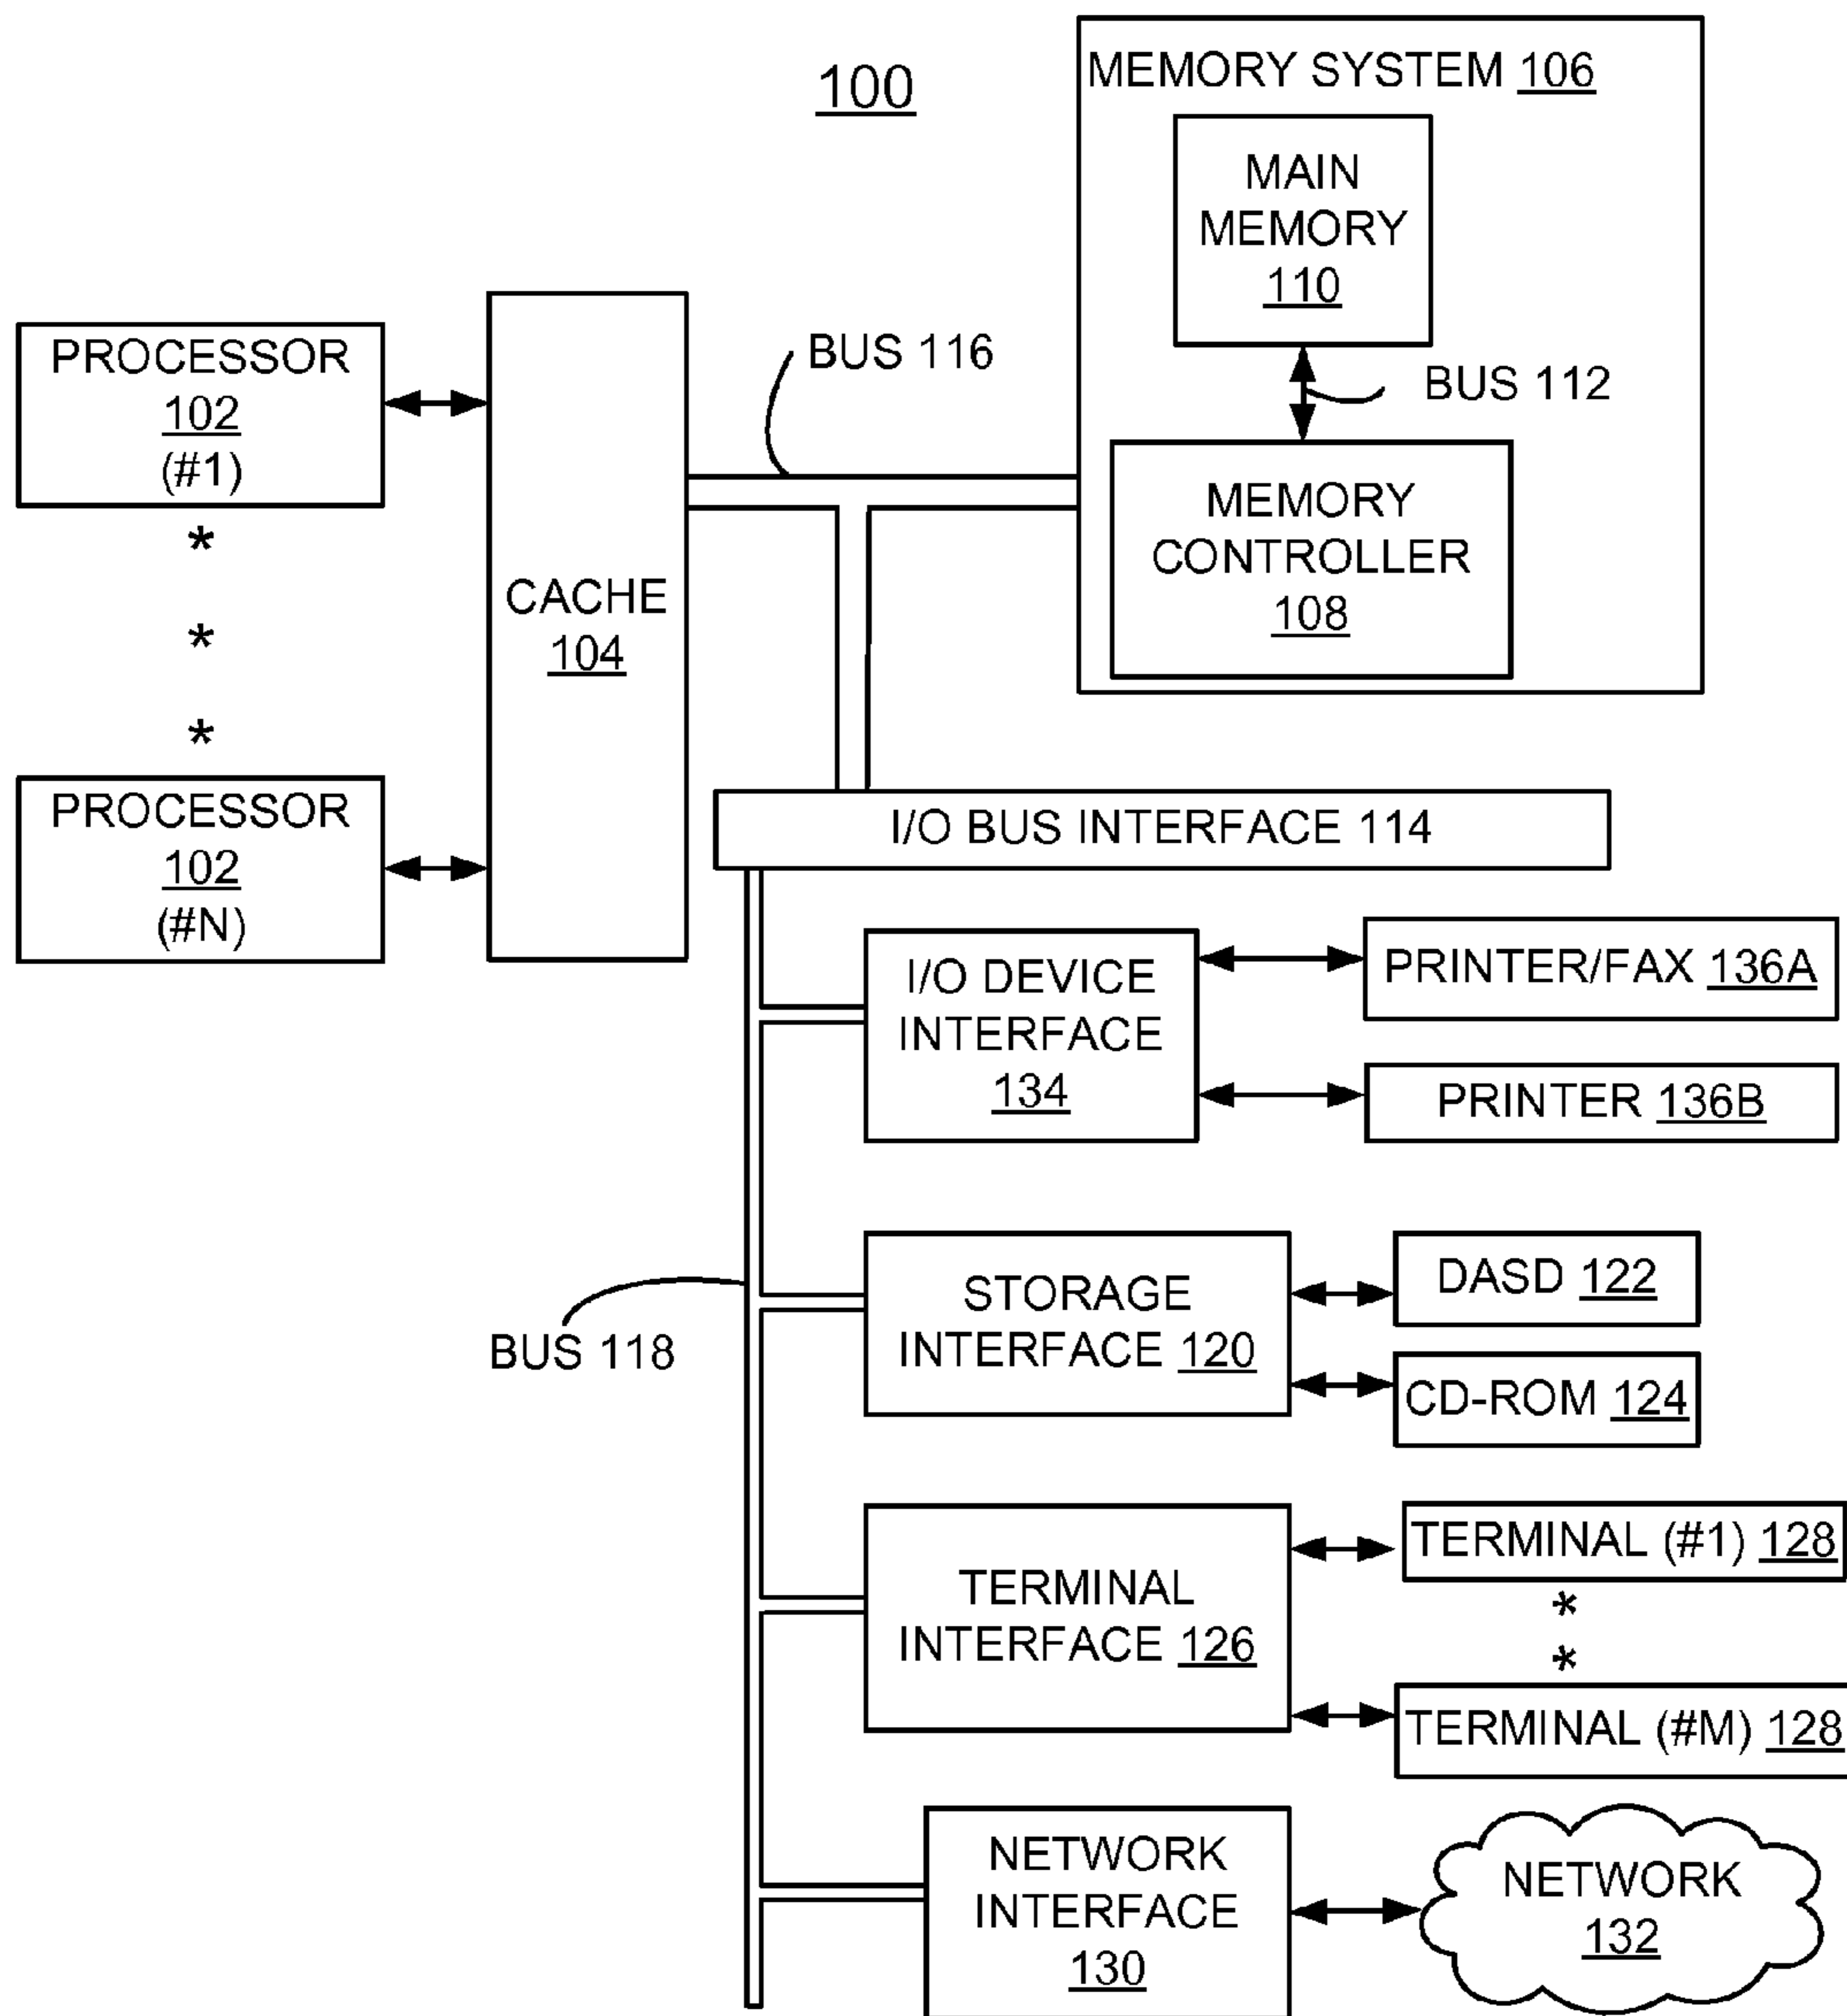 100
MEMORY SYSTEM 106
MAIN
MEMORY
110
BUS 112
MEMORY
CONTROLLER
108
PROCESSOR
102
(#1)
*
*
*
PROCESSOR
102
(#N)
CACHE
104
BUS 116
I/O BUS INTERFACE 114
I/O DEVICE
INTERFACE
134
PRINTER/FAX 136A
PRINTER 136B
BUS 118
STORAGE
INTERFACE 120
DASD 122
CD-ROM 124
TERMINAL
INTERFACE 126
TERMINAL (#1) 128
*
*
TERMINAL (#M) 128
NETWORK
INTERFACE
130
NETWORK
132